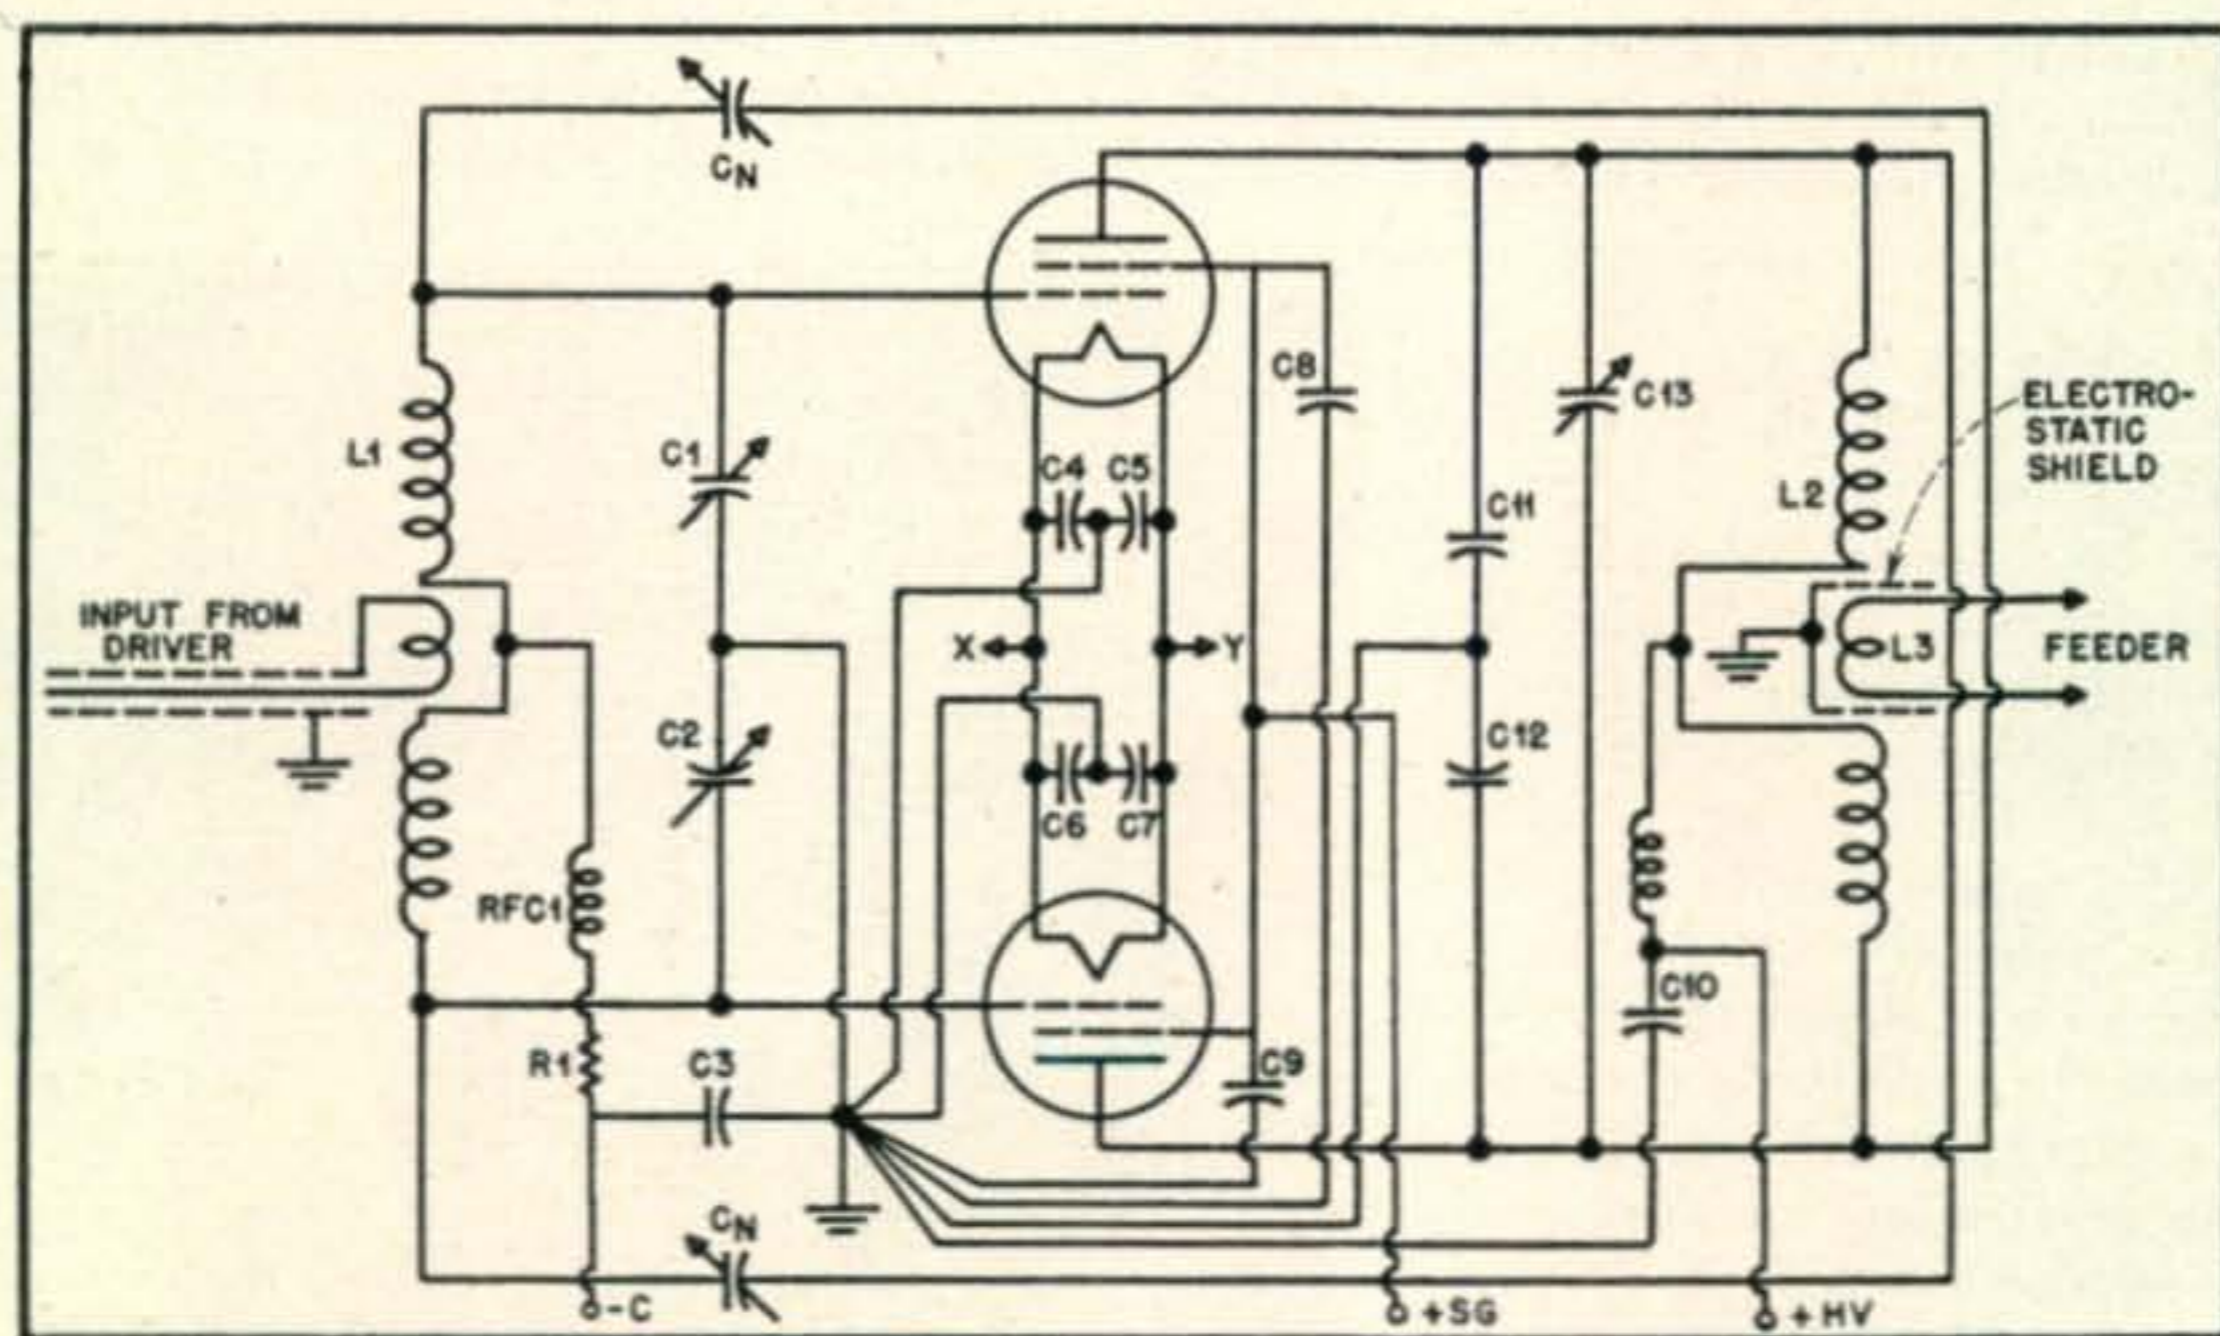 CN
C8
ELECTRO-
STATIC
SHIELD
C13
L1
C1
C4 C5
L2
C11
INPUT FROM
DRIVER
X
Y
L3
FEEDER
C2
C12
C6 C7
RFC1
C10
R1
C3
C9
CN
-C
+SG
+HV